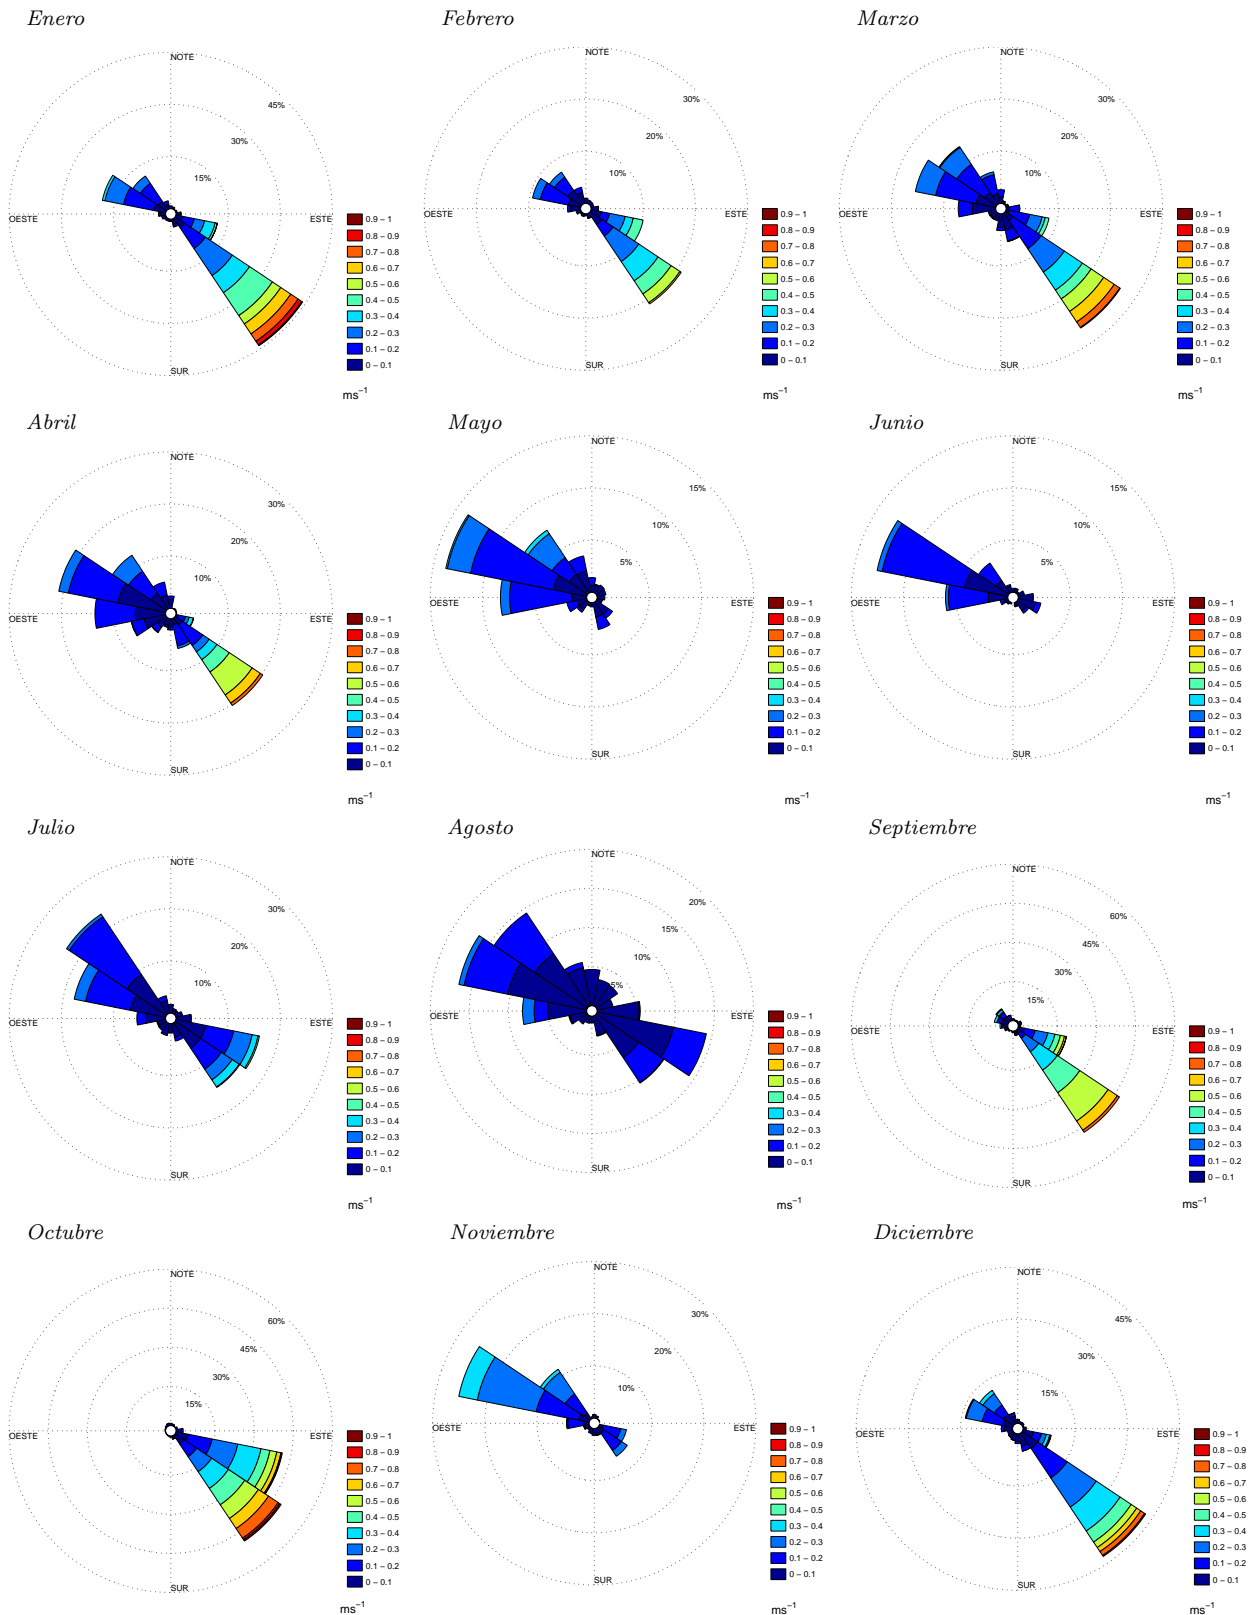 Enero
NOTE
45%
30%
15%
OESTE
ESTE
SUR
0.9 – 1
0.8 – 0.9
0.7 – 0.8
0.6 – 0.7
0.5 – 0.6
0.4 – 0.5
0.3 – 0.4
0.2 – 0.3
0.1 – 0.2
0 – 0.1
ms⁻¹
Febrero
NOTE
30%
20%
10%
OESTE
ESTE
SUR
0.9 – 1
0.8 – 0.9
0.7 – 0.8
0.6 – 0.7
0.5 – 0.6
0.4 – 0.5
0.3 – 0.4
0.2 – 0.3
0.1 – 0.2
0 – 0.1
ms⁻¹
Marzo
NOTE
30%
20%
10%
OESTE
ESTE
SUR
0.9 – 1
0.8 – 0.9
0.7 – 0.8
0.6 – 0.7
0.5 – 0.6
0.4 – 0.5
0.3 – 0.4
0.2 – 0.3
0.1 – 0.2
0 – 0.1
ms⁻¹
Abril
NOTE
30%
20%
10%
OESTE
ESTE
SUR
0.9 – 1
0.8 – 0.9
0.7 – 0.8
0.6 – 0.7
0.5 – 0.6
0.4 – 0.5
0.3 – 0.4
0.2 – 0.3
0.1 – 0.2
0 – 0.1
ms⁻¹
Mayo
NOTE
15%
10%
5%
OESTE
ESTE
SUR
0.9 – 1
0.8 – 0.9
0.7 – 0.8
0.6 – 0.7
0.5 – 0.6
0.4 – 0.5
0.3 – 0.4
0.2 – 0.3
0.1 – 0.2
0 – 0.1
ms⁻¹
Junio
NOTE
15%
10%
5%
OESTE
ESTE
SUR
0.9 – 1
0.8 – 0.9
0.7 – 0.8
0.6 – 0.7
0.5 – 0.6
0.4 – 0.5
0.3 – 0.4
0.2 – 0.3
0.1 – 0.2
0 – 0.1
ms⁻¹
Julio
NOTE
30%
20%
10%
OESTE
ESTE
SUR
0.9 – 1
0.8 – 0.9
0.7 – 0.8
0.6 – 0.7
0.5 – 0.6
0.4 – 0.5
0.3 – 0.4
0.2 – 0.3
0.1 – 0.2
0 – 0.1
ms⁻¹
Agosto
NOTE
20%
15%
10%
5%
OESTE
ESTE
SUR
0.9 – 1
0.8 – 0.9
0.7 – 0.8
0.6 – 0.7
0.5 – 0.6
0.4 – 0.5
0.3 – 0.4
0.2 – 0.3
0.1 – 0.2
0 – 0.1
ms⁻¹
Septiembre
NOTE
60%
45%
30%
15%
OESTE
ESTE
SUR
0.9 – 1
0.8 – 0.9
0.7 – 0.8
0.6 – 0.7
0.5 – 0.6
0.4 – 0.5
0.3 – 0.4
0.2 – 0.3
0.1 – 0.2
0 – 0.1
ms⁻¹
Octubre
NOTE
60%
45%
30%
15%
OESTE
ESTE
SUR
0.9 – 1
0.8 – 0.9
0.7 – 0.8
0.6 – 0.7
0.5 – 0.6
0.4 – 0.5
0.3 – 0.4
0.2 – 0.3
0.1 – 0.2
0 – 0.1
ms⁻¹
Noviembre
NOTE
30%
20%
10%
OESTE
ESTE
SUR
0.9 – 1
0.8 – 0.9
0.7 – 0.8
0.6 – 0.7
0.5 – 0.6
0.4 – 0.5
0.3 – 0.4
0.2 – 0.3
0.1 – 0.2
0 – 0.1
ms⁻¹
Diciembre
NOTE
45%
30%
15%
OESTE
ESTE
SUR
0.9 – 1
0.8 – 0.9
0.7 – 0.8
0.6 – 0.7
0.5 – 0.6
0.4 – 0.5
0.3 – 0.4
0.2 – 0.3
0.1 – 0.2
0 – 0.1
ms⁻¹